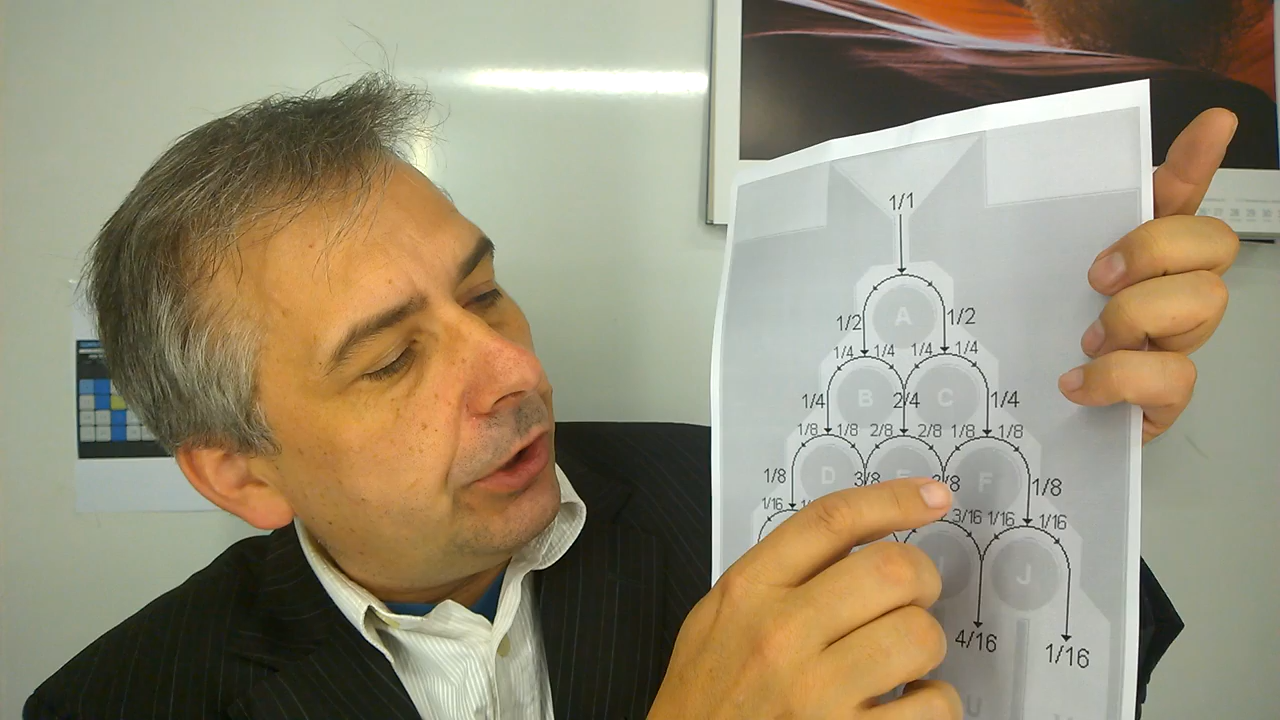 1/1
A
1/2 1/2
1/4 1/4 1/4 1/4
B C
1/4 2/4 1/4
1/8 1/8 2/8 2/8 1/8 1/8
D F
1/8 3/8 1/8
1/16 3/16 1/16 1/16
J
4/16 1/16
U